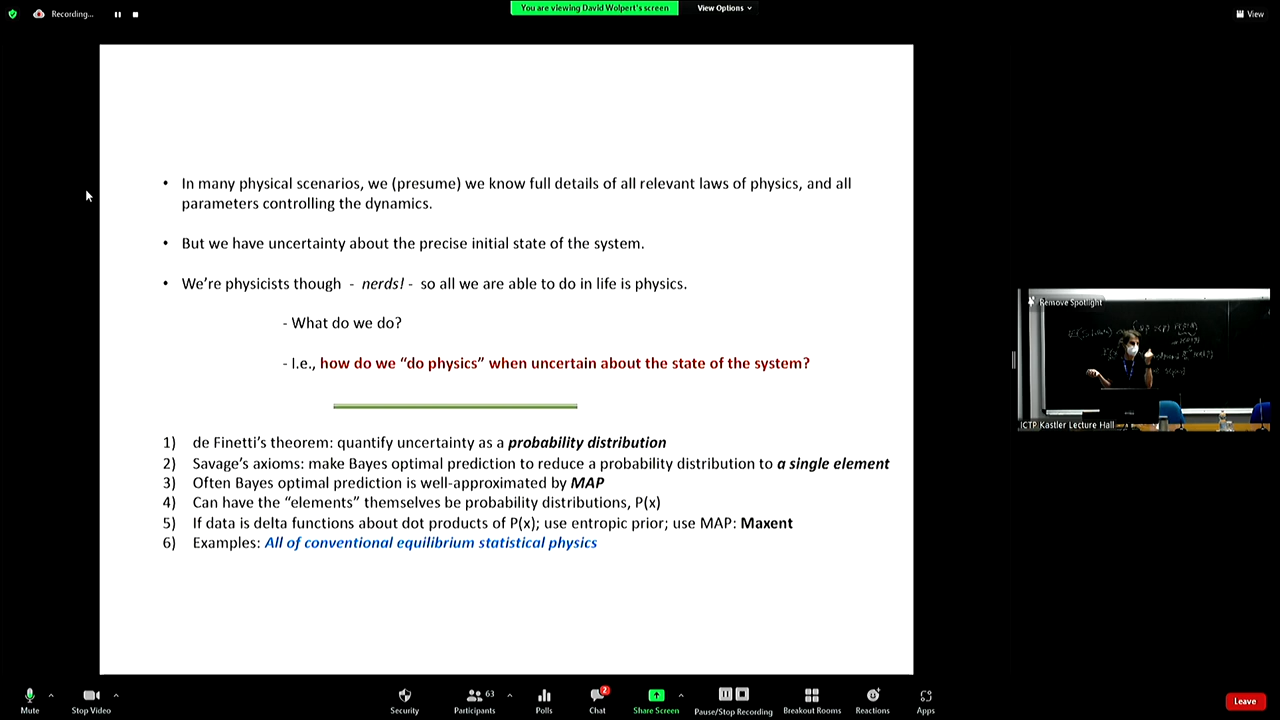 Recording...
You are viewing David Wolpert's screen
View Options
View
• In many physical scenarios, we (presume) we know full details of all relevant laws of physics, and all
parameters controlling the dynamics.
• But we have uncertainty about the precise initial state of the system.
• We’re physicists though - nerds! - so all we are able to do in life is physics.
- What do we do?
- I.e., how do we “do physics” when uncertain about the state of the system?
1) de Finetti’s theorem: quantify uncertainty as a probability distribution
2) Savage’s axioms: make Bayes optimal prediction to reduce a probability distribution to a single element
3) Often Bayes optimal prediction is well-approximated by MAP
4) Can have the “elements” themselves be probability distributions, P(x)
5) If data is delta functions about dot products of P(x); use entropic prior; use MAP: Maxent
6) Examples: All of conventional equilibrium statistical physics
Remove Spotlight
ICTP Kastler Lecture Hall
Mute
Stop Video
Security
Participants
63
Polls
Chat
2
Share Screen
Pause/Stop Recording
Breakout Rooms
Reactions
Apps
Leave